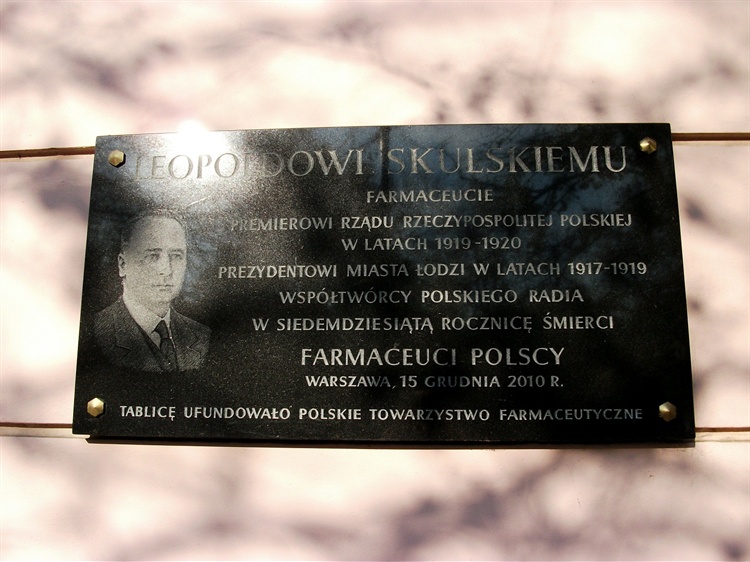 LEOPOLDOWI SKULSKIEMU
FARMACEUCIE
PREMIEROWI RZĄDU RZECZYPOSPOLITEJ POLSKIEJ
W LATACH 1919-1920
PREZYDENTOWI MIASTA ŁODZI W LATACH 1917-1919
WSPÓŁTWÓRCY POLSKIEGO RADIA
W SIEDEMDZIESIĄTĄ ROCZNICĘ ŚMIERCI
FARMACEUCI POLSCY
WARSZAWA, 15 GRUDNIA 2010 R.
TABLICĘ UFUNDOWAŁO POLSKIE TOWARZYSTWO FARMACEUTYCZNE